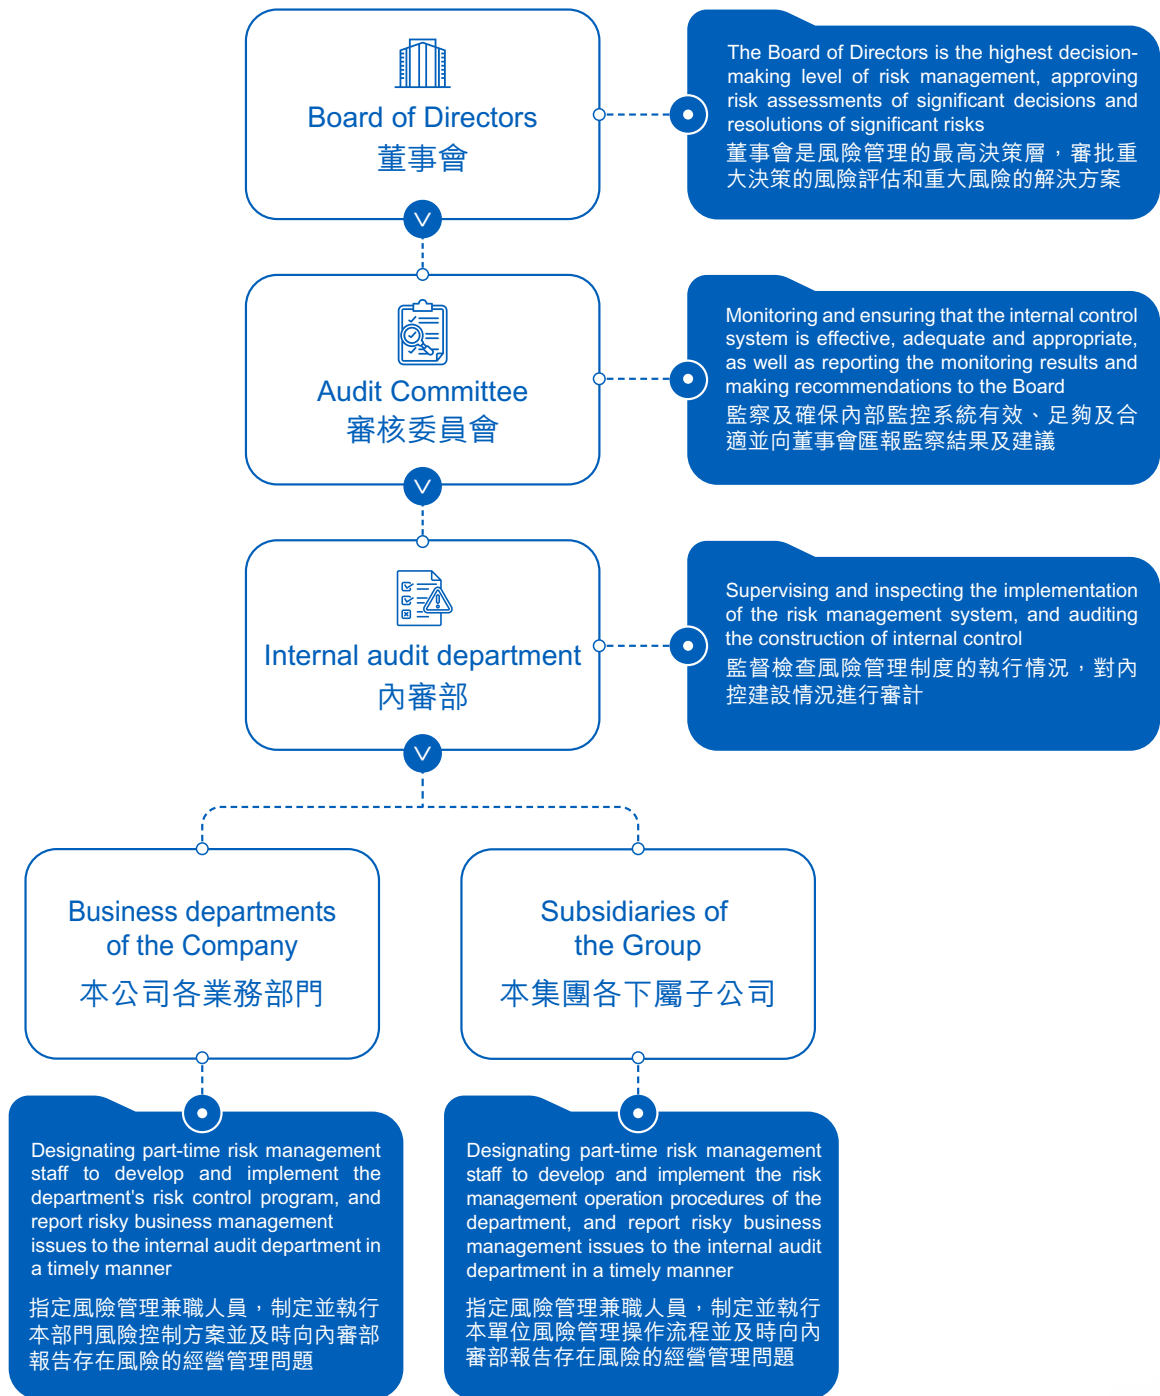 Board of Directors
董事會
The Board of Directors is the highest decision-
making level of risk management, approving
risk assessments of significant decisions and
resolutions of significant risks
董事會是風險管理的最高決策層，審批重
大決策的風險評估和重大風險的解決方案
Audit Committee
審核委員會
Monitoring and ensuring that the internal control
system is effective, adequate and appropriate,
as well as reporting the monitoring results and
making recommendations to the Board
監察及確保內部監控系統有效、足夠及合
適並向董事會匯報監察結果及建議
Internal audit department
內審部
Supervising and inspecting the implementation
of the risk management system, and auditing
the construction of internal control
監督檢查風險管理制度的執行情況，對內
控建設情況進行審計
Business departments
of the Company
本公司各業務部門
Subsidiaries of
the Group
本集團各下屬子公司
Designating part-time risk management
staff to develop and implement the
department's risk control program, and
report risky business management
issues to the internal audit department in
a timely manner
指定風險管理兼職人員，制定並執行
本部門風險控制方案並及時向內審部
報告存在風險的經營管理問題
Designating part-time risk management
staff to develop and implement the risk
management operation procedures of the
department, and report risky business
management issues to the internal audit
department in a timely manner
指定風險管理兼職人員，制定並執行
本單位風險管理操作流程並及時向內
審部報告存在風險的經營管理問題